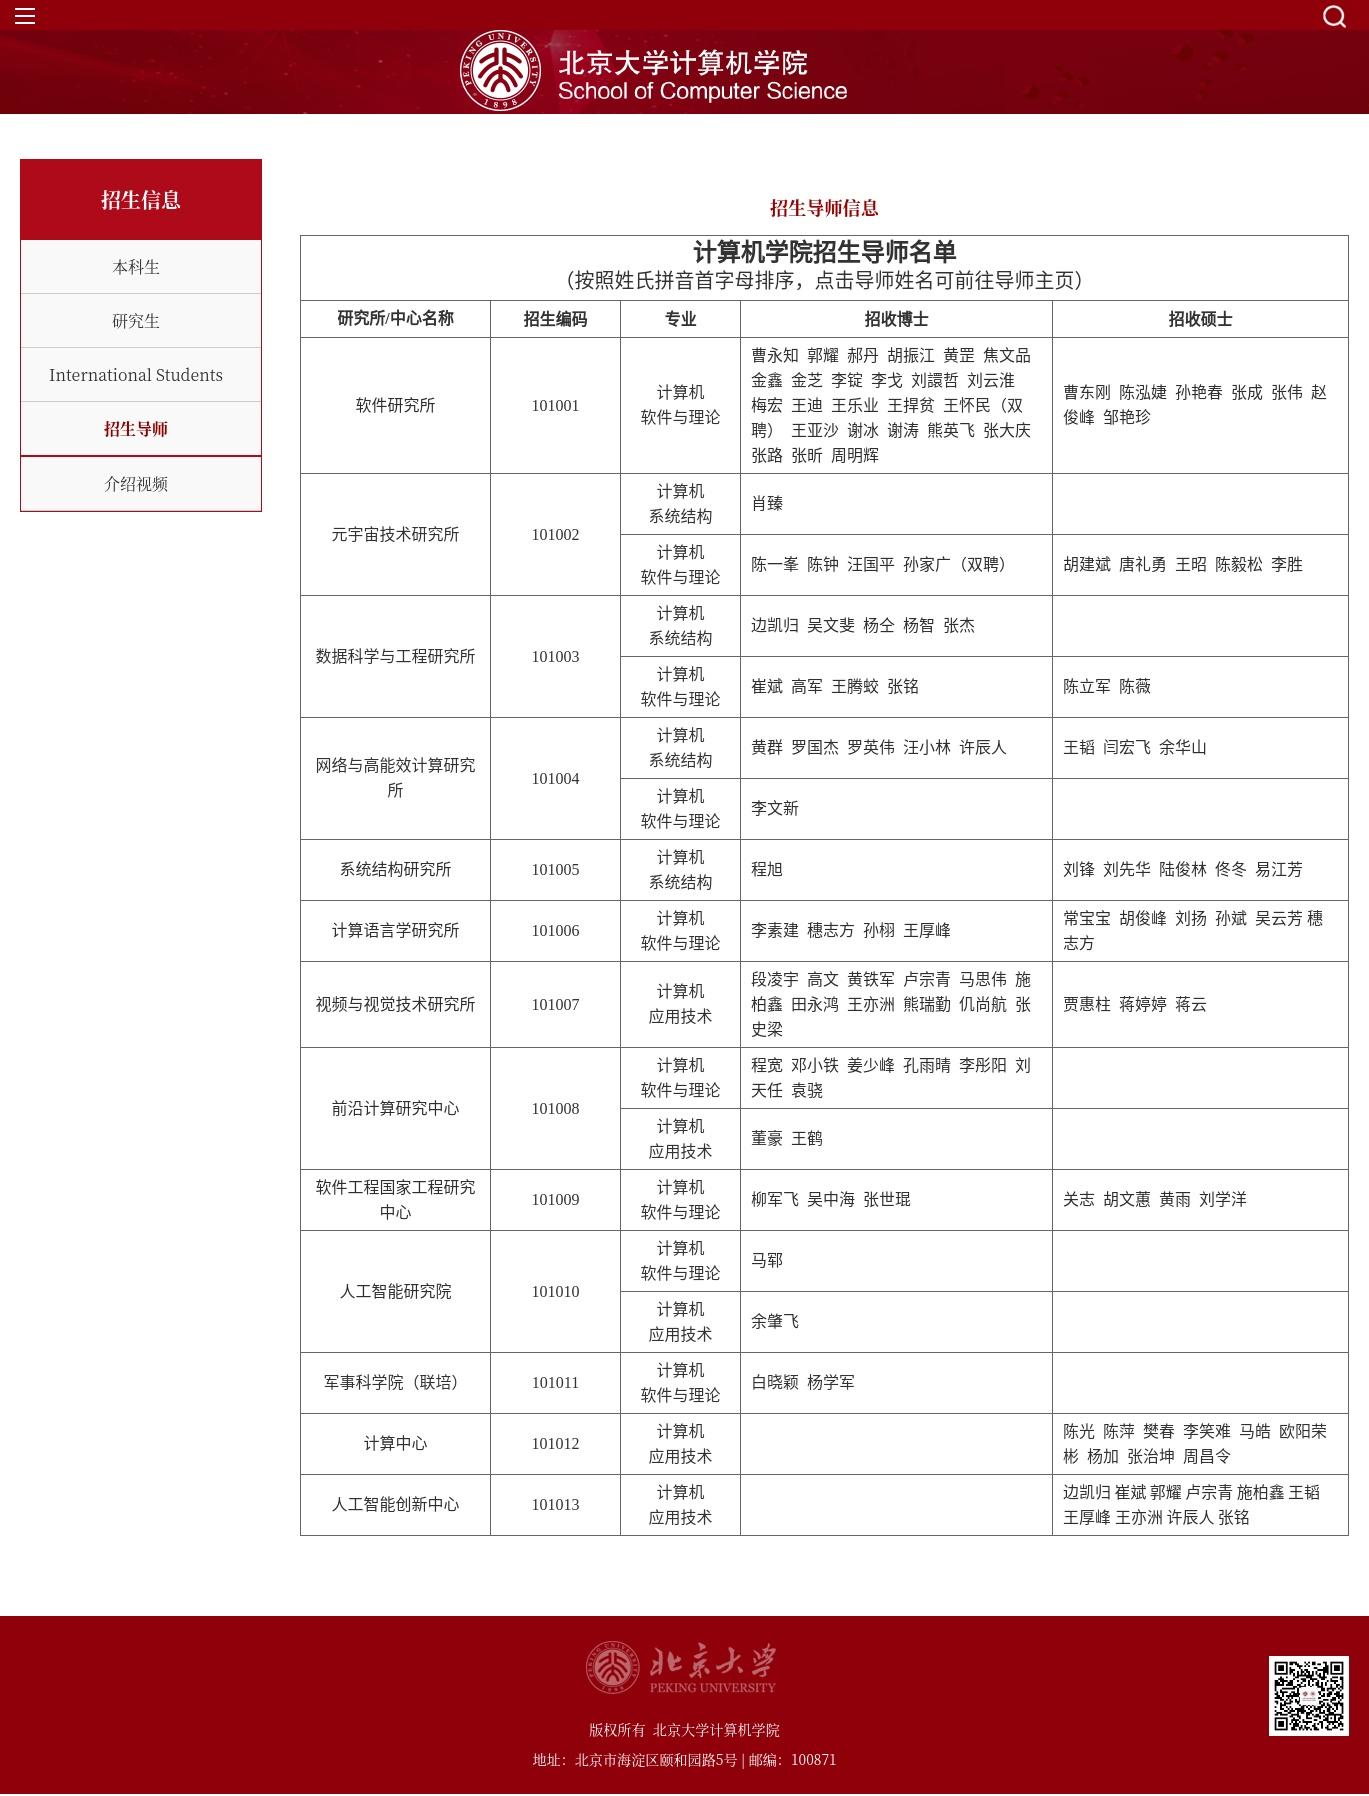 北京大学计算机学院
School of Computer Science
PEKING UNIVERSITY
1898
招生信息
本科生
研究生
International Students
招生导师
介绍视频
招生导师信息
计算机学院招生导师名单
（按照姓氏拼音首字母排序，点击导师姓名可前往导师主页）
研究所/中心名称 招生编码 专业 招收博士 招收硕士
软件研究所
101001
计算机
软件与理论
曹永知 郭耀 郝丹 胡振江 黄罡 焦文品
金鑫 金芝 李锭 李戈 刘譞哲 刘云淮
梅宏 王迪 王乐业 王捍贫 王怀民（双
聘） 王亚沙 谢冰 谢涛 熊英飞 张大庆
张路 张昕 周明辉
曹东刚 陈泓婕 孙艳春 张成 张伟 赵
俊峰 邹艳珍
元宇宙技术研究所
101002
计算机
系统结构
肖臻
计算机
软件与理论
陈一峯 陈钟 汪国平 孙家广（双聘）
胡建斌 唐礼勇 王昭 陈毅松 李胜
数据科学与工程研究所
101003
计算机
系统结构
边凯归 吴文斐 杨仝 杨智 张杰
计算机
软件与理论
崔斌 高军 王腾蛟 张铭
陈立军 陈薇
网络与高能效计算研究
所
101004
计算机
系统结构
黄群 罗国杰 罗英伟 汪小林 许辰人
王韬 闫宏飞 余华山
计算机
软件与理论
李文新
系统结构研究所
101005
计算机
系统结构
程旭
刘锋 刘先华 陆俊林 佟冬 易江芳
计算语言学研究所
101006
计算机
软件与理论
李素建 穗志方 孙栩 王厚峰
常宝宝 胡俊峰 刘扬 孙斌 吴云芳 穗
志方
视频与视觉技术研究所
101007
计算机
应用技术
段凌宇 高文 黄铁军 卢宗青 马思伟 施
柏鑫 田永鸿 王亦洲 熊瑞勤 仉尚航 张
史梁
贾惠柱 蒋婷婷 蒋云
前沿计算研究中心
101008
计算机
软件与理论
程宽 邓小铁 姜少峰 孔雨晴 李彤阳 刘
天任 袁骁
计算机
应用技术
董豪 王鹤
软件工程国家工程研究
中心
101009
计算机
软件与理论
柳军飞 吴中海 张世琨
关志 胡文蕙 黄雨 刘学洋
人工智能研究院
101010
计算机
软件与理论
马郓
计算机
应用技术
余肇飞
军事科学院（联培）
101011
计算机
软件与理论
白晓颖 杨学军
计算中心
101012
计算机
应用技术
陈光 陈萍 樊春 李笑难 马皓 欧阳荣
彬 杨加 张治坤 周昌令
人工智能创新中心
101013
计算机
应用技术
边凯归 崔斌 郭耀 卢宗青 施柏鑫 王韬
王厚峰 王亦洲 许辰人 张铭
北京大学
PEKING UNIVERSITY
版权所有 北京大学计算机学院
地址：北京市海淀区颐和园路5号 | 邮编：100871